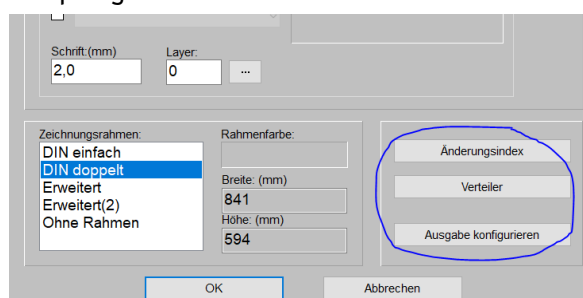 Schrift:(mm) Layer:
2,0 0 ...
Zeichnungsrahmen: Rahmenfarbe:
DIN einfach
DIN doppelt
Erweitert
Erweitert(2)
Ohne Rahmen
Breite: (mm)
841
Höhe: (mm)
594
Änderungsindex
Verteiler
Ausgabe konfigurieren
OK Abbrechen